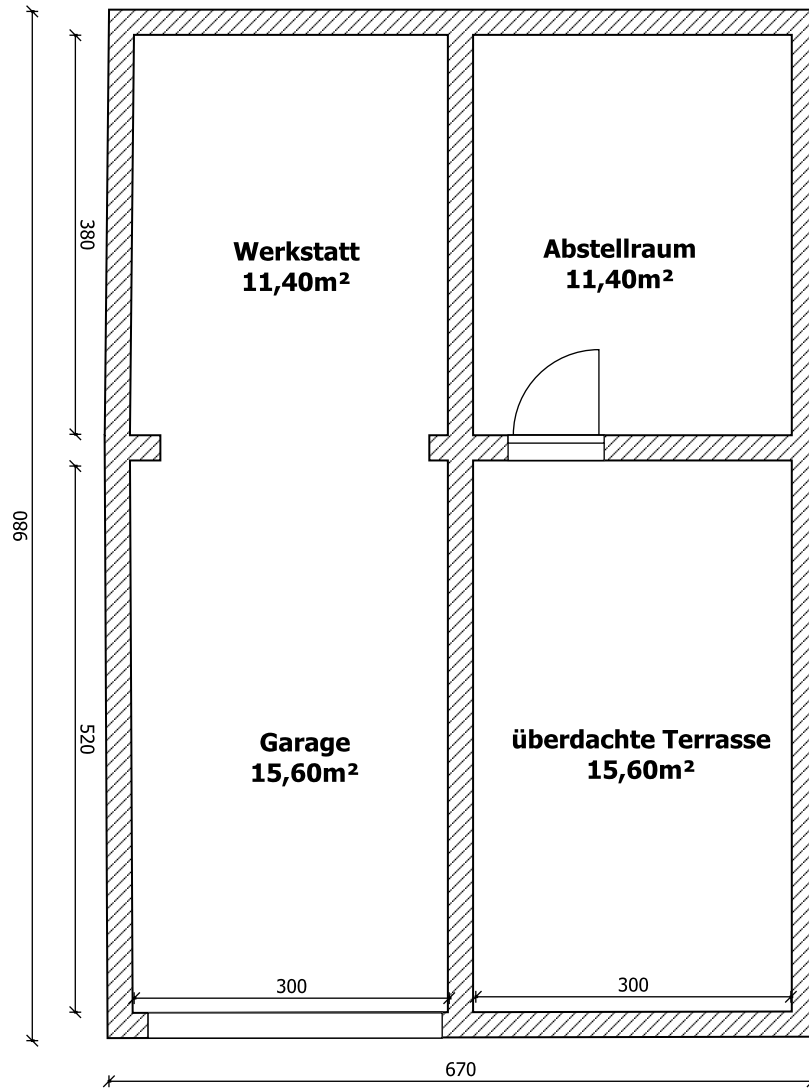 380
Werkstatt
11,40m²
Abstellraum
11,40m²
980
520
Garage
15,60m²
überdachte Terrasse
15,60m²
300
300
670